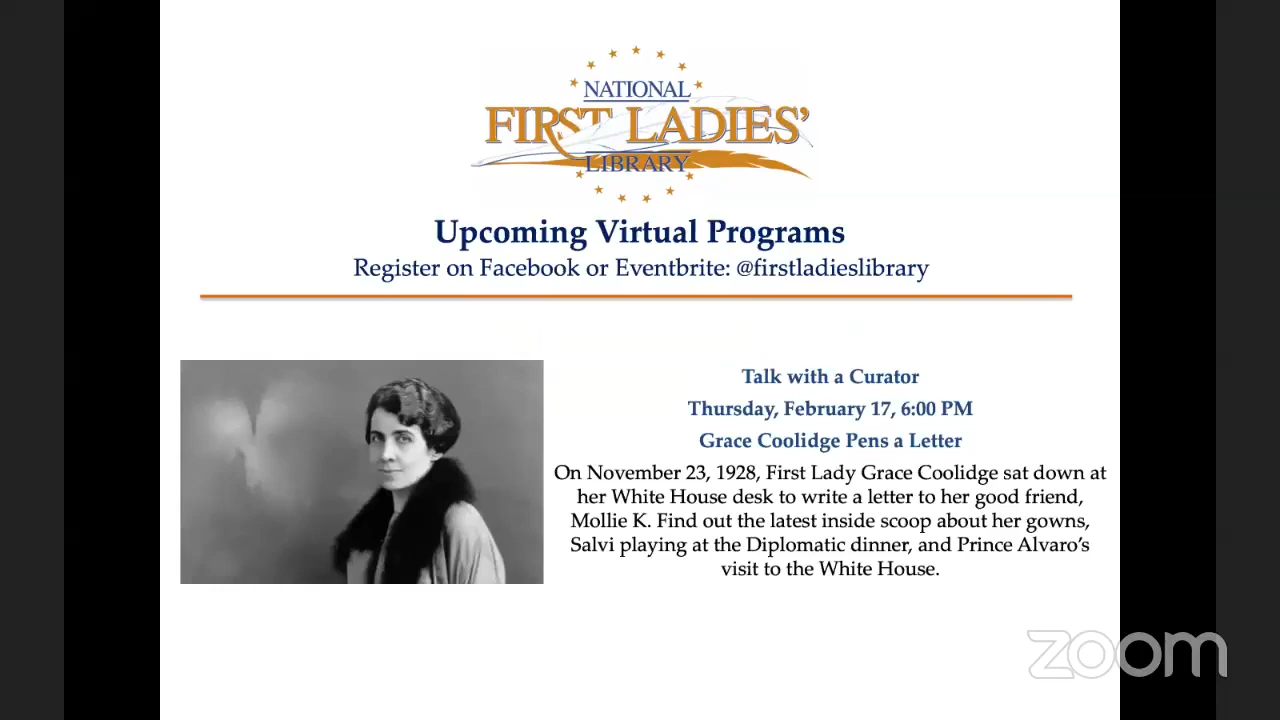 NATIONAL
FIRST LADIES'
LIBRARY
Upcoming Virtual Programs
Register on Facebook or Eventbrite: @firstladieslibrary
Talk with a Curator
Thursday, February 17, 6:00 PM
Grace Coolidge Pens a Letter
On November 23, 1928, First Lady Grace Coolidge sat down at
her White House desk to write a letter to her good friend,
Mollie K. Find out the latest inside scoop about her gowns,
Salvi playing at the Diplomatic dinner, and Prince Alvaro's
visit to the White House.
zoom